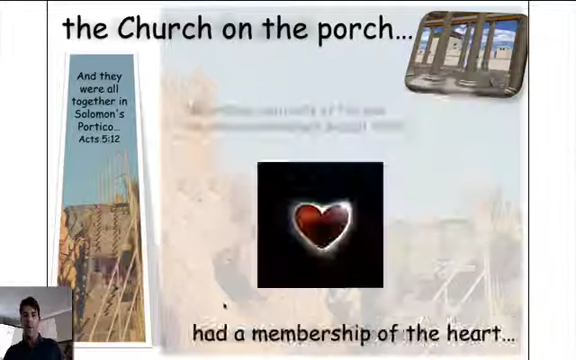 the Church on the porch...
And they
were all
together in
Solomon's
Portico...
Acts 5:12
had a membership of the heart...